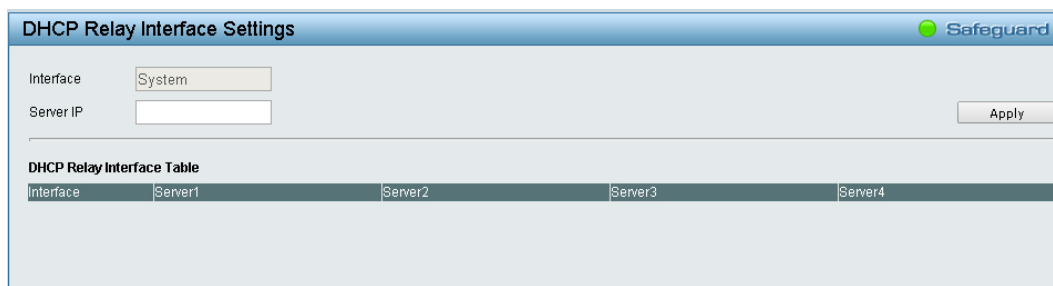 DHCP Relay Interface Settings
Safeguard
Interface
System
Server IP
Apply
DHCP Relay Interface Table
Interface Server1 Server2 Server3 Server4